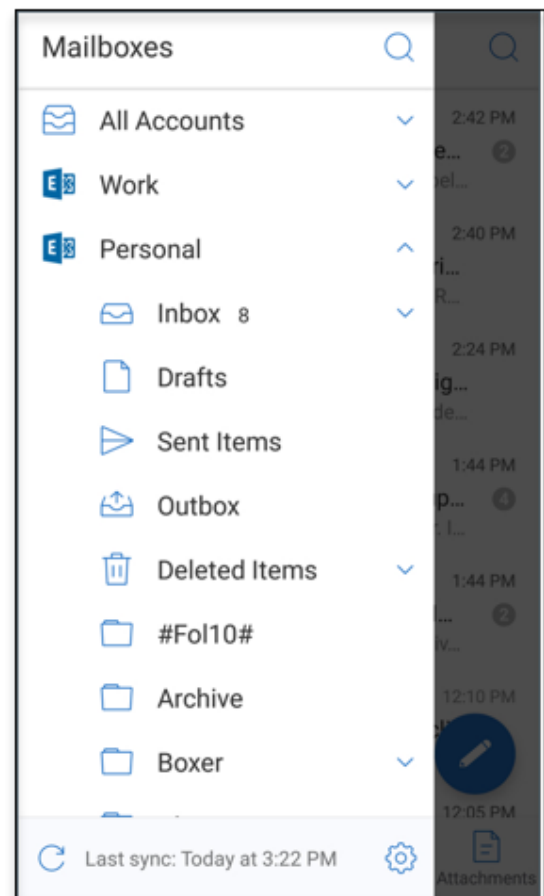 Mailboxes
All Accounts
2:42 PM
e... 2
Work
Personal
2:40 PM
R...
Inbox 8
2:24 PM
ig...
de...
Drafts
Sent Items
1:44 PM
p... 4
Outbox
Deleted Items
1:44 PM
2
#Fol10#
Archive
12:10 PM
Boxer
12:05 PM
Last sync: Today at 3:22 PM
Attachments